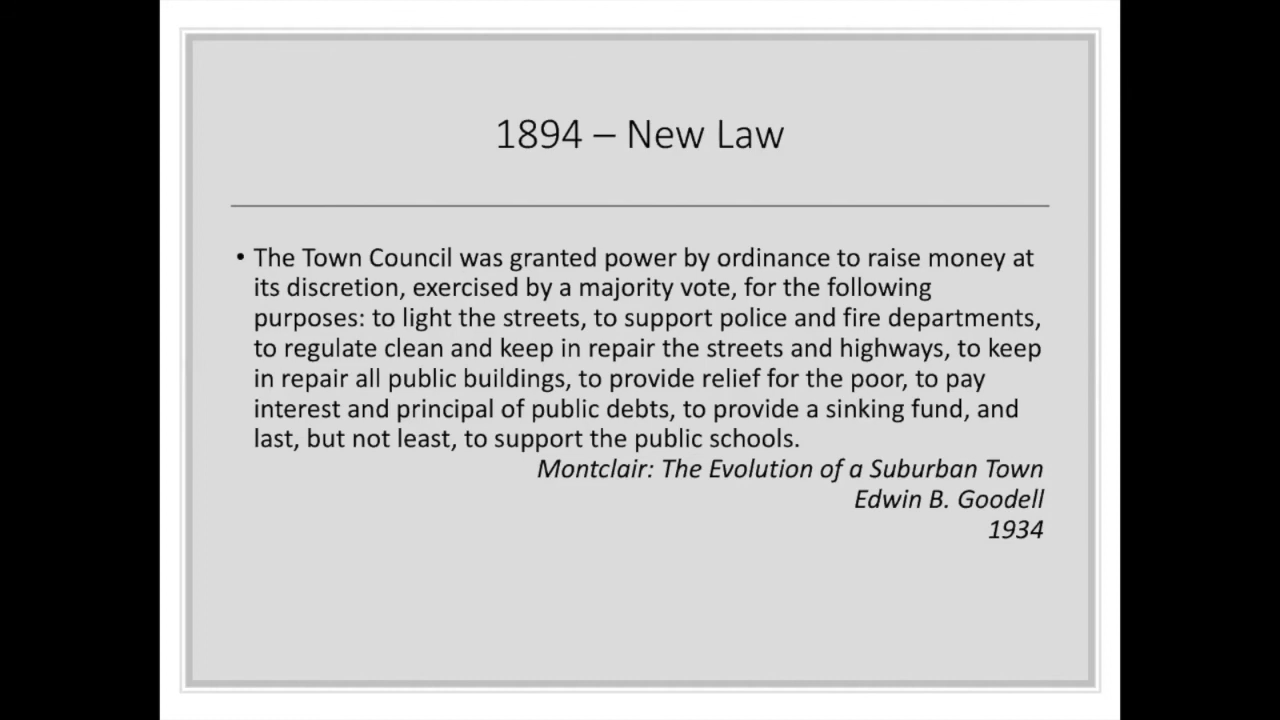 1894 – New Law
• The Town Council was granted power by ordinance to raise money at
its discretion, exercised by a majority vote, for the following
purposes: to light the streets, to support police and fire departments,
to regulate clean and keep in repair the streets and highways, to keep
in repair all public buildings, to provide relief for the poor, to pay
interest and principal of public debts, to provide a sinking fund, and
last, but not least, to support the public schools.
Montclair: The Evolution of a Suburban Town
Edwin B. Goodell
1934